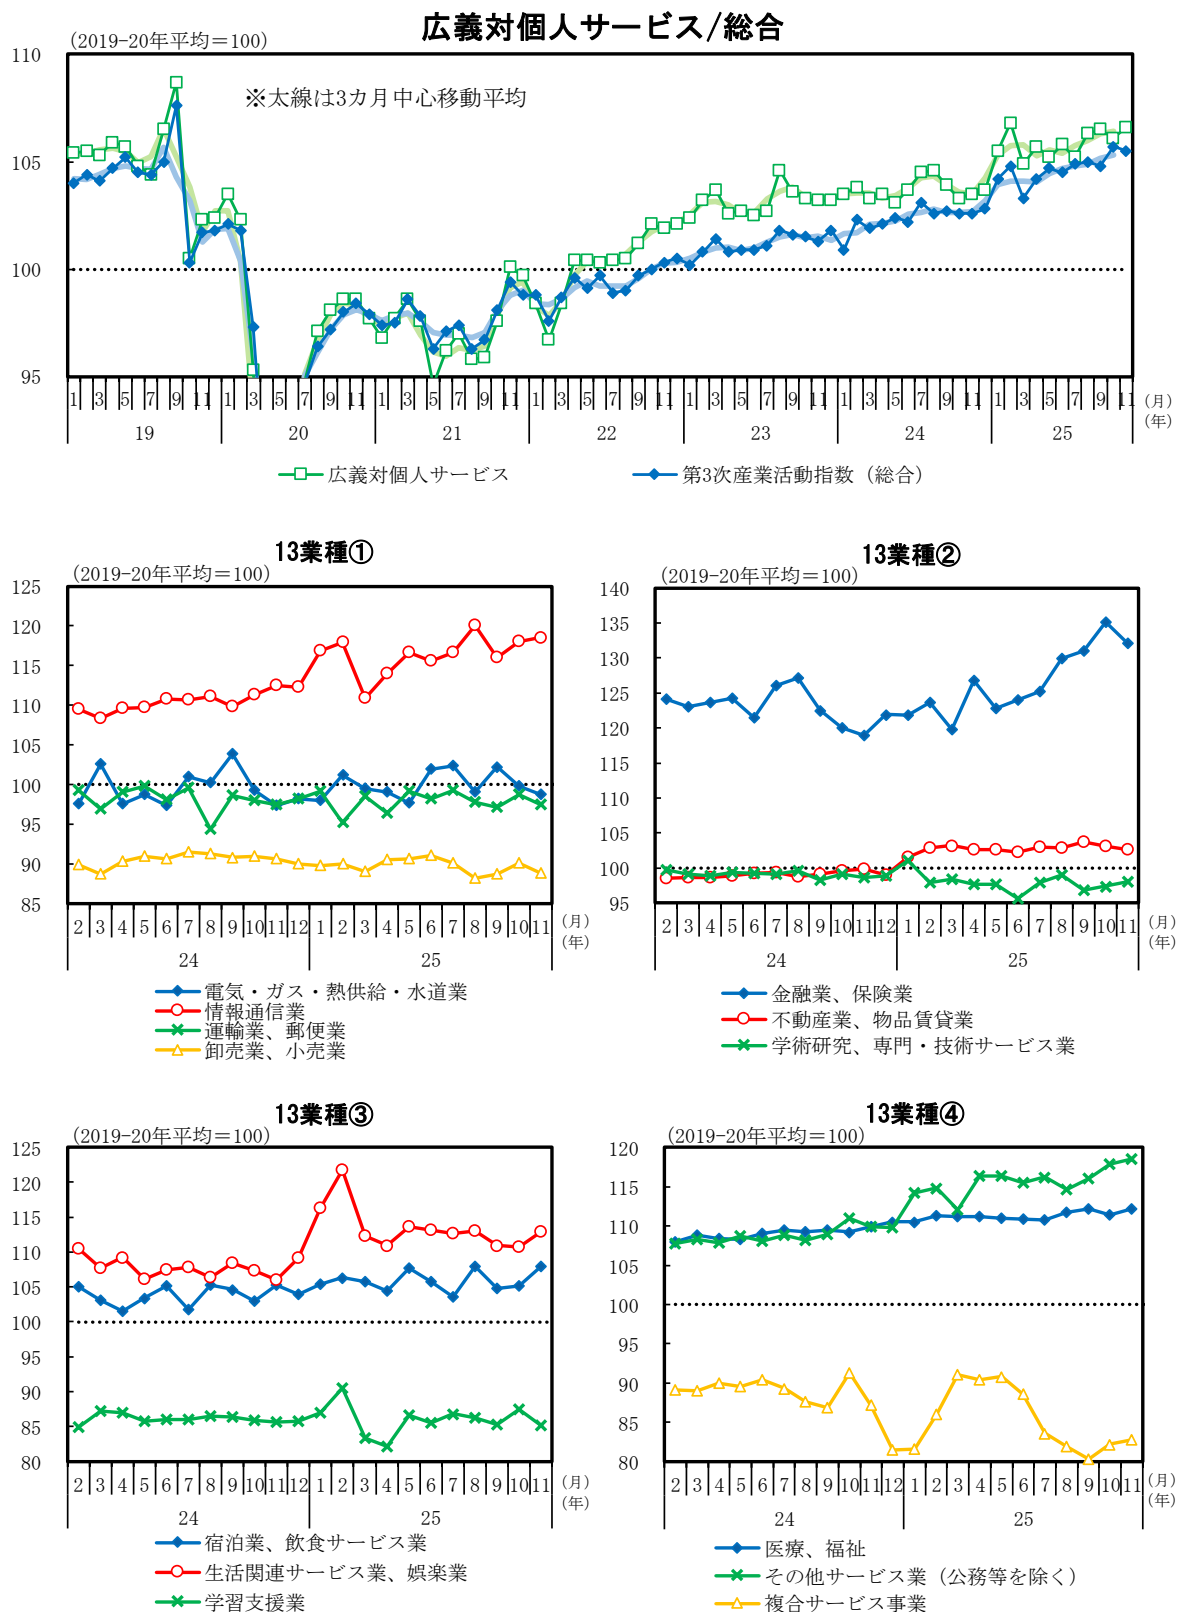 広義対個人サービス/総合
(2019-20年平均＝100)
※太線は3カ月中心移動平均
110
105
100
95
1 3 5 7 9 11 1 3 5 7 9 11 1 3 5 7 9 11 1 3 5 7 9 11 1 3 5 7 9 11 1 3 5 7 9 11 1 3 5 7 9 11 (月)
19 20 21 22 23 24 25 (年)
広義対個人サービス 第3次産業活動指数 (総合)
13業種①
(2019-20年平均＝100)
125
120
115
110
105
100
95
90
85
2 3 4 5 6 7 8 9 10 11 12 1 2 3 4 5 6 7 8 9 10 11 (月)
(年)
24 25
電気・ガス・熱供給・水道業
情報通信業
運輸業、郵便業
卸売業、小売業
13業種②
(2019-20年平均＝100)
140
135
130
125
120
115
110
105
100
95
2 3 4 5 6 7 8 9 10 11 12 1 2 3 4 5 6 7 8 9 10 11 (月)
(年)
24 25
金融業、保険業
不動産業、物品賃貸業
学術研究、専門・技術サービス業
13業種③
(2019-20年平均＝100)
125
120
115
110
105
100
95
90
85
80
2 3 4 5 6 7 8 9 10 11 12 1 2 3 4 5 6 7 8 9 10 11 (月)
(年)
24 25
宿泊業、飲食サービス業
生活関連サービス業、娯楽業
学習支援業
13業種④
(2019-20年平均＝100)
120
115
110
105
100
95
90
85
80
2 3 4 5 6 7 8 9 10 11 12 1 2 3 4 5 6 7 8 9 10 11 (月)
(年)
24 25
医療、福祉
その他サービス業 (公務等を除く)
複合サービス事業